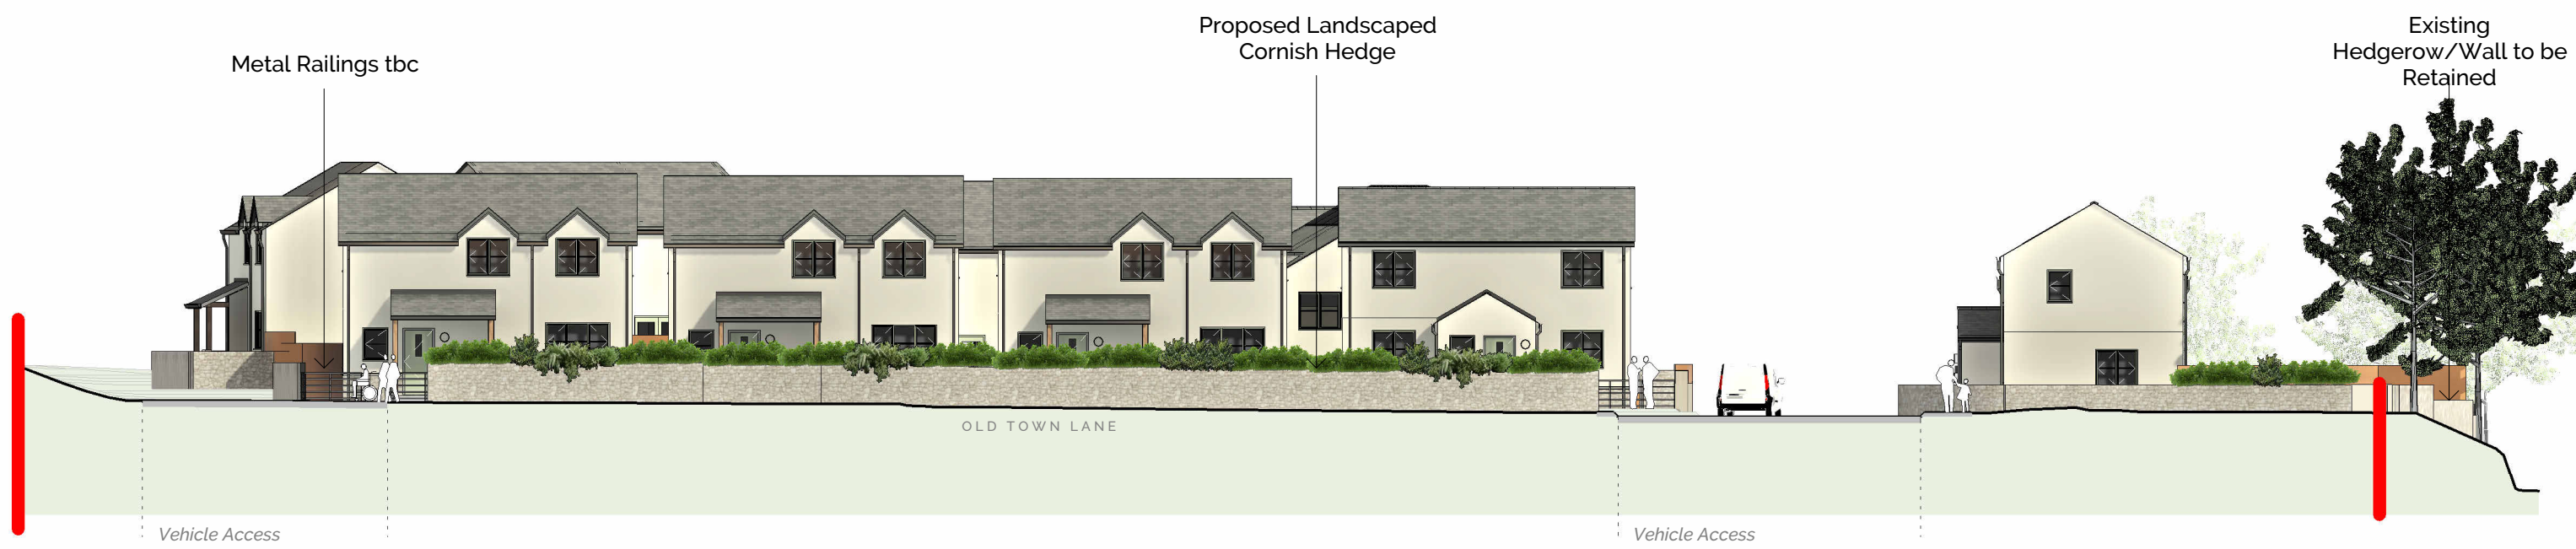 Metal Railings tbc
Proposed Landscaped
Cornish Hedge
Existing
Hedgerow/Wall to be
Retained
OLD TOWN LANE
Vehicle Access
Vehicle Access